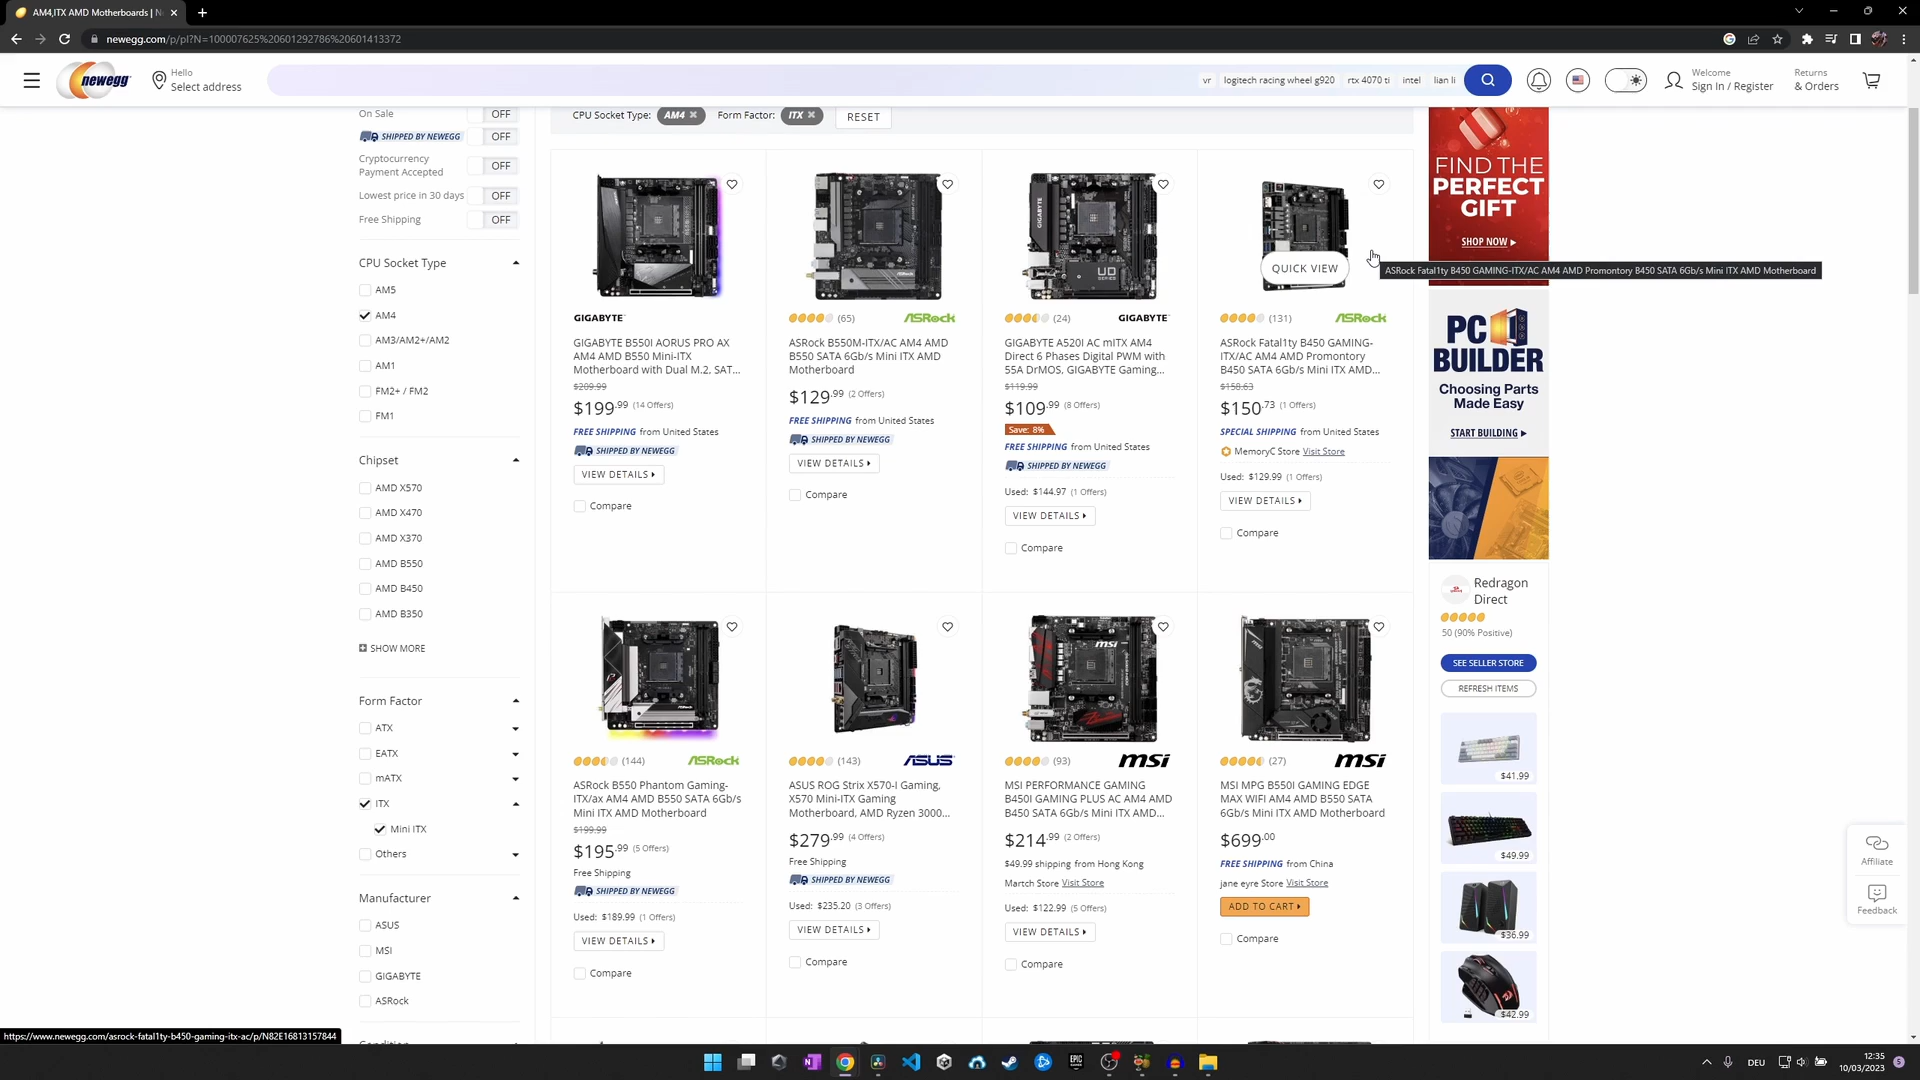 AM4,ITX AMD Motherboards | N
newegg.com/p/pl?N=100007625%20601292786%20601413372
newegg
Hello
Select address
vr
logitech racing wheel g920
rtx 4070 ti
intel
lian li
Welcome
Sign In / Register
Returns
& Orders
On Sale
OFF
SHIPPED BY NEWEGG
OFF
Cryptocurrency
Payment Accepted
OFF
Lowest price in 30 days
OFF
Free Shipping
OFF
CPU Socket Type
AM5
AM4
AM3/AM2+/AM2
AM1
FM2+ / FM2
FM1
Chipset
AMD X570
AMD X470
AMD X370
AMD B550
AMD B450
AMD B350
SHOW MORE
Form Factor
ATX
EATX
mATX
ITX
Mini ITX
Others
Manufacturer
ASUS
MSI
GIGABYTE
ASRock
CPU Socket Type:
AM4
Form Factor:
ITX
RESET
GIGABYTE
GIGABYTE B550I AORUS PRO AX
AM4 AMD B550 Mini-ITX
Motherboard with Dual M.2, SAT...
$209.99
$199.99 (14 Offers)
FREE SHIPPING from United States
SHIPPED BY NEWEGG
VIEW DETAILS
Compare
(65)
ASRock
ASRock B550M-ITX/AC AM4 AMD
B550 SATA 6Gb/s Mini ITX AMD
Motherboard
$129.99 (2 Offers)
FREE SHIPPING from United States
SHIPPED BY NEWEGG
VIEW DETAILS
Compare
(24)
GIGABYTE
GIGABYTE A520I AC mITX AM4
Direct 6 Phases Digital PWM with
55A DrMOS, GIGABYTE Gaming...
$119.99
$109.99 (8 Offers)
Save: 8%
FREE SHIPPING from United States
SHIPPED BY NEWEGG
Used: $144.97 (1 Offers)
VIEW DETAILS
Compare
QUICK VIEW
(131)
ASRock
ASRock Fatal1ty B450 GAMING-
ITX/AC AM4 AMD Promontory
B450 SATA 6Gb/s Mini ITX AMD...
$158.63
$150.73 (1 Offers)
SPECIAL SHIPPING from United States
MemoryC Store Visit Store
Used: $129.99 (1 Offers)
VIEW DETAILS
Compare
ASRock Fatal1ty B450 GAMING-ITX/AC AM4 AMD Promontory B450 SATA 6Gb/s Mini ITX AMD Motherboard
(144)
ASRock
ASRock B550 Phantom Gaming-
ITX/ax AM4 AMD B550 SATA 6Gb/s
Mini ITX AMD Motherboard
$199.99
$195.99 (5 Offers)
Free Shipping
SHIPPED BY NEWEGG
Used: $189.99 (1 Offers)
VIEW DETAILS
Compare
(143)
ASUS
ASUS ROG Strix X570-I Gaming,
X570 Mini-ITX Gaming
Motherboard, AMD Ryzen 3000...
$279.99 (4 Offers)
Free Shipping
SHIPPED BY NEWEGG
Used: $235.20 (3 Offers)
VIEW DETAILS
Compare
msi
(93)
msi
MSI PERFORMANCE GAMING
B450I GAMING PLUS AC AM4 AMD
B450 SATA 6Gb/s Mini ITX AMD...
$214.99 (2 Offers)
$49.99 shipping from Hong Kong
Martch Store Visit Store
Used: $122.99 (5 Offers)
VIEW DETAILS
Compare
(27)
msi
MSI MPG B550I GAMING EDGE
MAX WIFI AM4 AMD B550 SATA
6Gb/s Mini ITX AMD Motherboard
$699.00
FREE SHIPPING from China
jane eyre Store Visit Store
ADD TO CART
Compare
FIND THE
PERFECT
GIFT
SHOP NOW
PC
BUILDER
Choosing Parts
Made Easy
START BUILDING
Redragon
Direct
50 (90% Positive)
SEE SELLER STORE
REFRESH ITEMS
$41.99
$49.99
$36.99
$42.99
Affiliate
Feedback
https://www.newegg.com/asrock-fatal1ty-b450-gaming-itx-ac/p/N82E16813157844
EPIC
DEU
12:35
10/03/2023
5